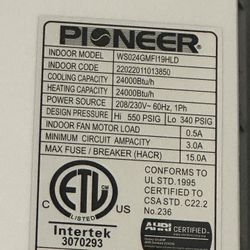 PIONEER
INDOOR MODEL WS024GMFI19HLD
INDOOR CODE 22022011013850
COOLING CAPACITY 24000Btu/h
HEATING CAPACITY 24000Btu/h
POWER SOURCE 208/230V~ 60Hz, 1Ph
DESIGN PRESSURE Hi 550 PSIG Lo 340 PSIG
INDOOR FAN MOTOR LOAD 0.5A
MINIMUM CIRCUIT AMPACITY 3.0A
MAX FUSE / BREAKER (HACR) 15.0A
ETL
LISTED
C US
Intertek
3070293
CONFORMS TO
UL STD.1995
CERTIFIED TO
CSA STD. C22.2
No.236
AHRI CERTIFIED